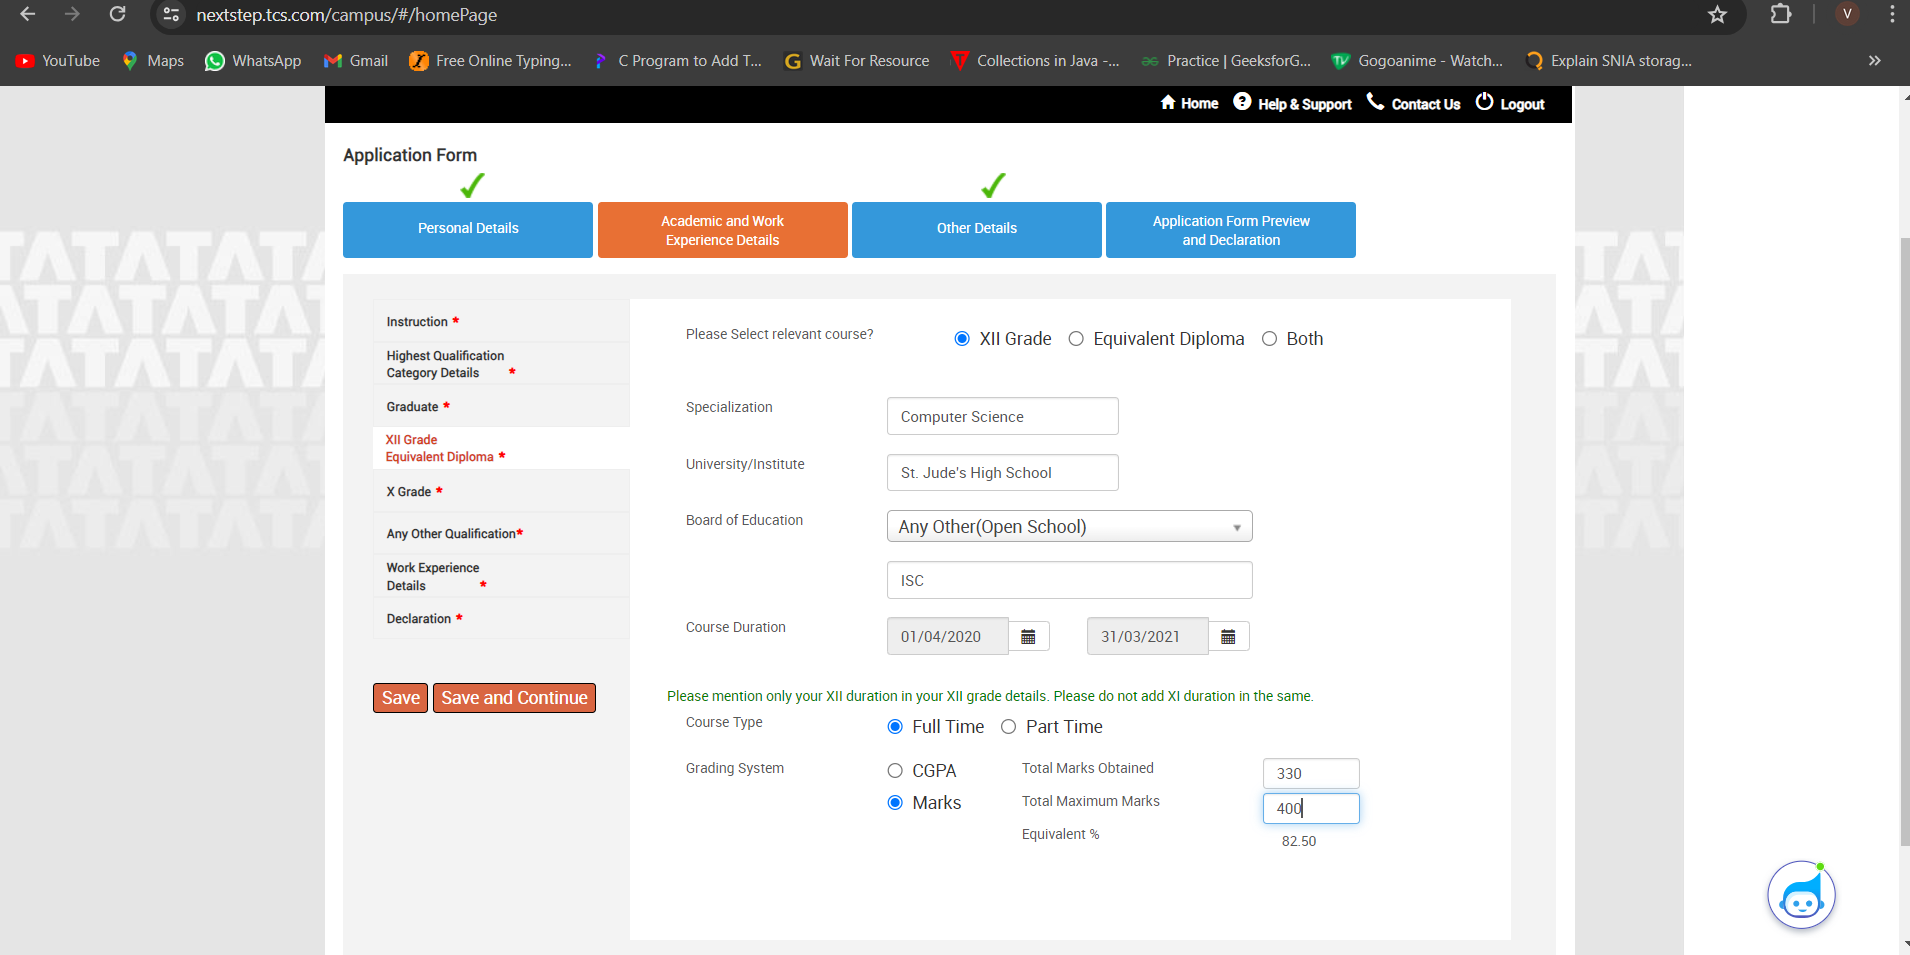 nextstep.tcs.com/campus/#/homePage
V
YouTube Maps WhatsApp Gmail Free Online Typing... C Program to Add T... Wait For Resource Collections in Java -... Practice | GeeksforG... Gogoanime - Watch... Explain SNIA storag... »
Home Help & Support Contact Us Logout
Application Form
Personal Details
Academic and Work
Experience Details
Other Details
Application Form Preview
and Declaration
Instruction *
Highest Qualification
Category Details *
Graduate *
XII Grade
Equivalent Diploma *
X Grade *
Any Other Qualification*
Work Experience
Details *
Declaration *
Save Save and Continue
Please Select relevant course? XII Grade Equivalent Diploma Both
Specialization Computer Science
University/Institute St. Jude's High School
Board of Education Any Other(Open School)
ISC
Course Duration 01/04/2020 31/03/2021
Please mention only your XII duration in your XII grade details. Please do not add XI duration in the same.
Course Type Full Time Part Time
Grading System CGPA Total Marks Obtained 330
Marks Total Maximum Marks 400
Equivalent % 82.50